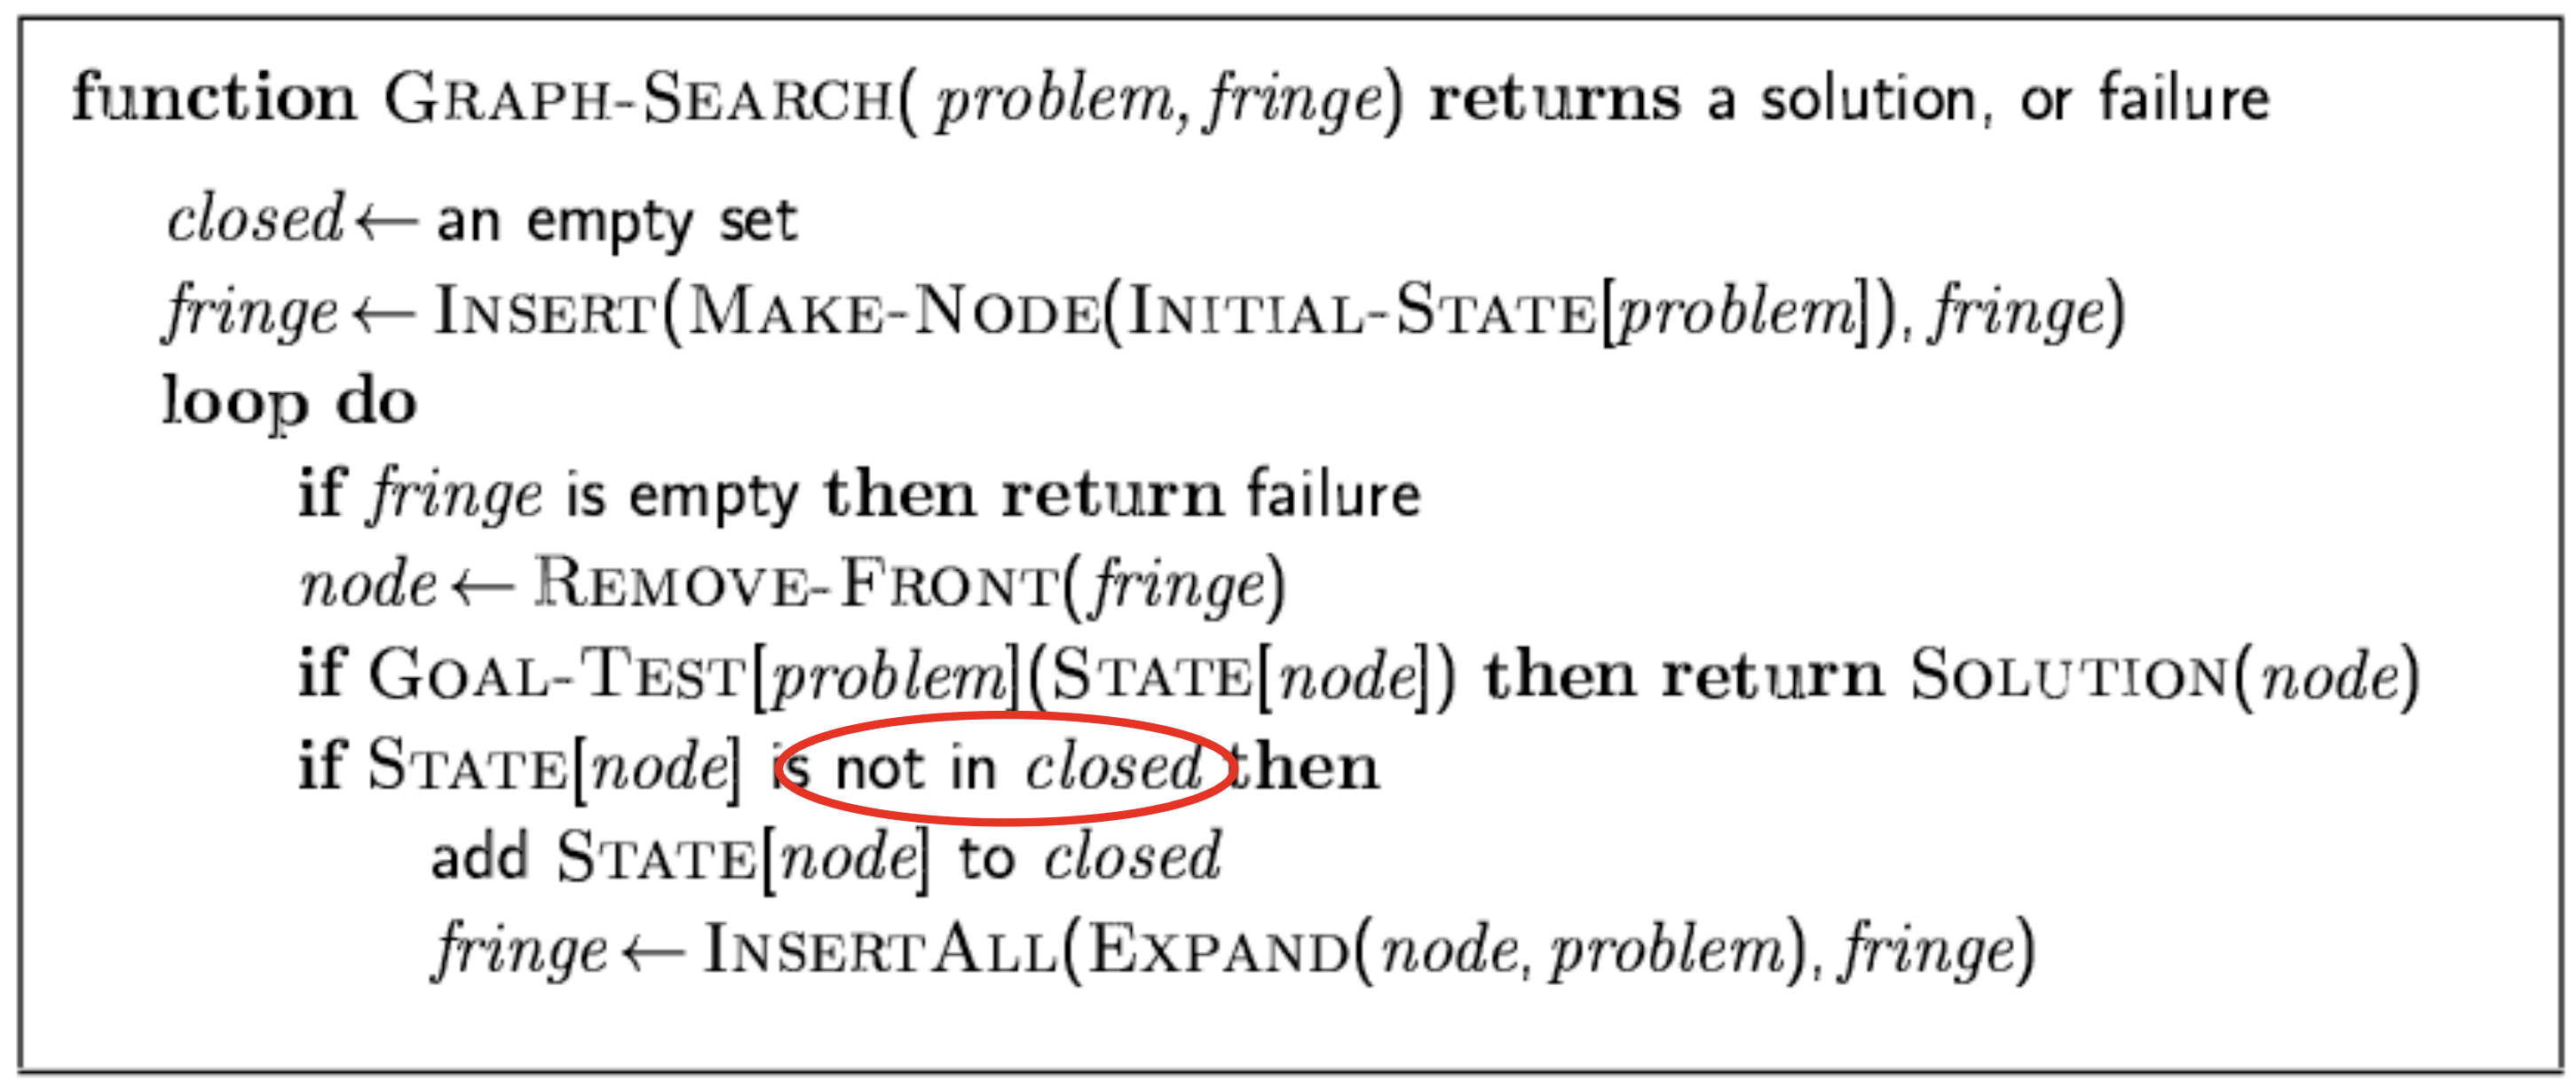 function GRAPH-SEARCH( problem, fringe) returns a solution, or failure
closed ← an empty set
fringe ← INSERT(MAKE-NODE(INITIAL-STATE[problem]), fringe)
loop do
if fringe is empty then return failure
node ← REMOVE-FRONT(fringe)
if GOAL-TEST[problem](STATE[node]) then return SOLUTION(node)
if STATE[node] is not in closed then
add STATE[node] to closed
fringe ← INSERTALL(EXPAND(node, problem), fringe)